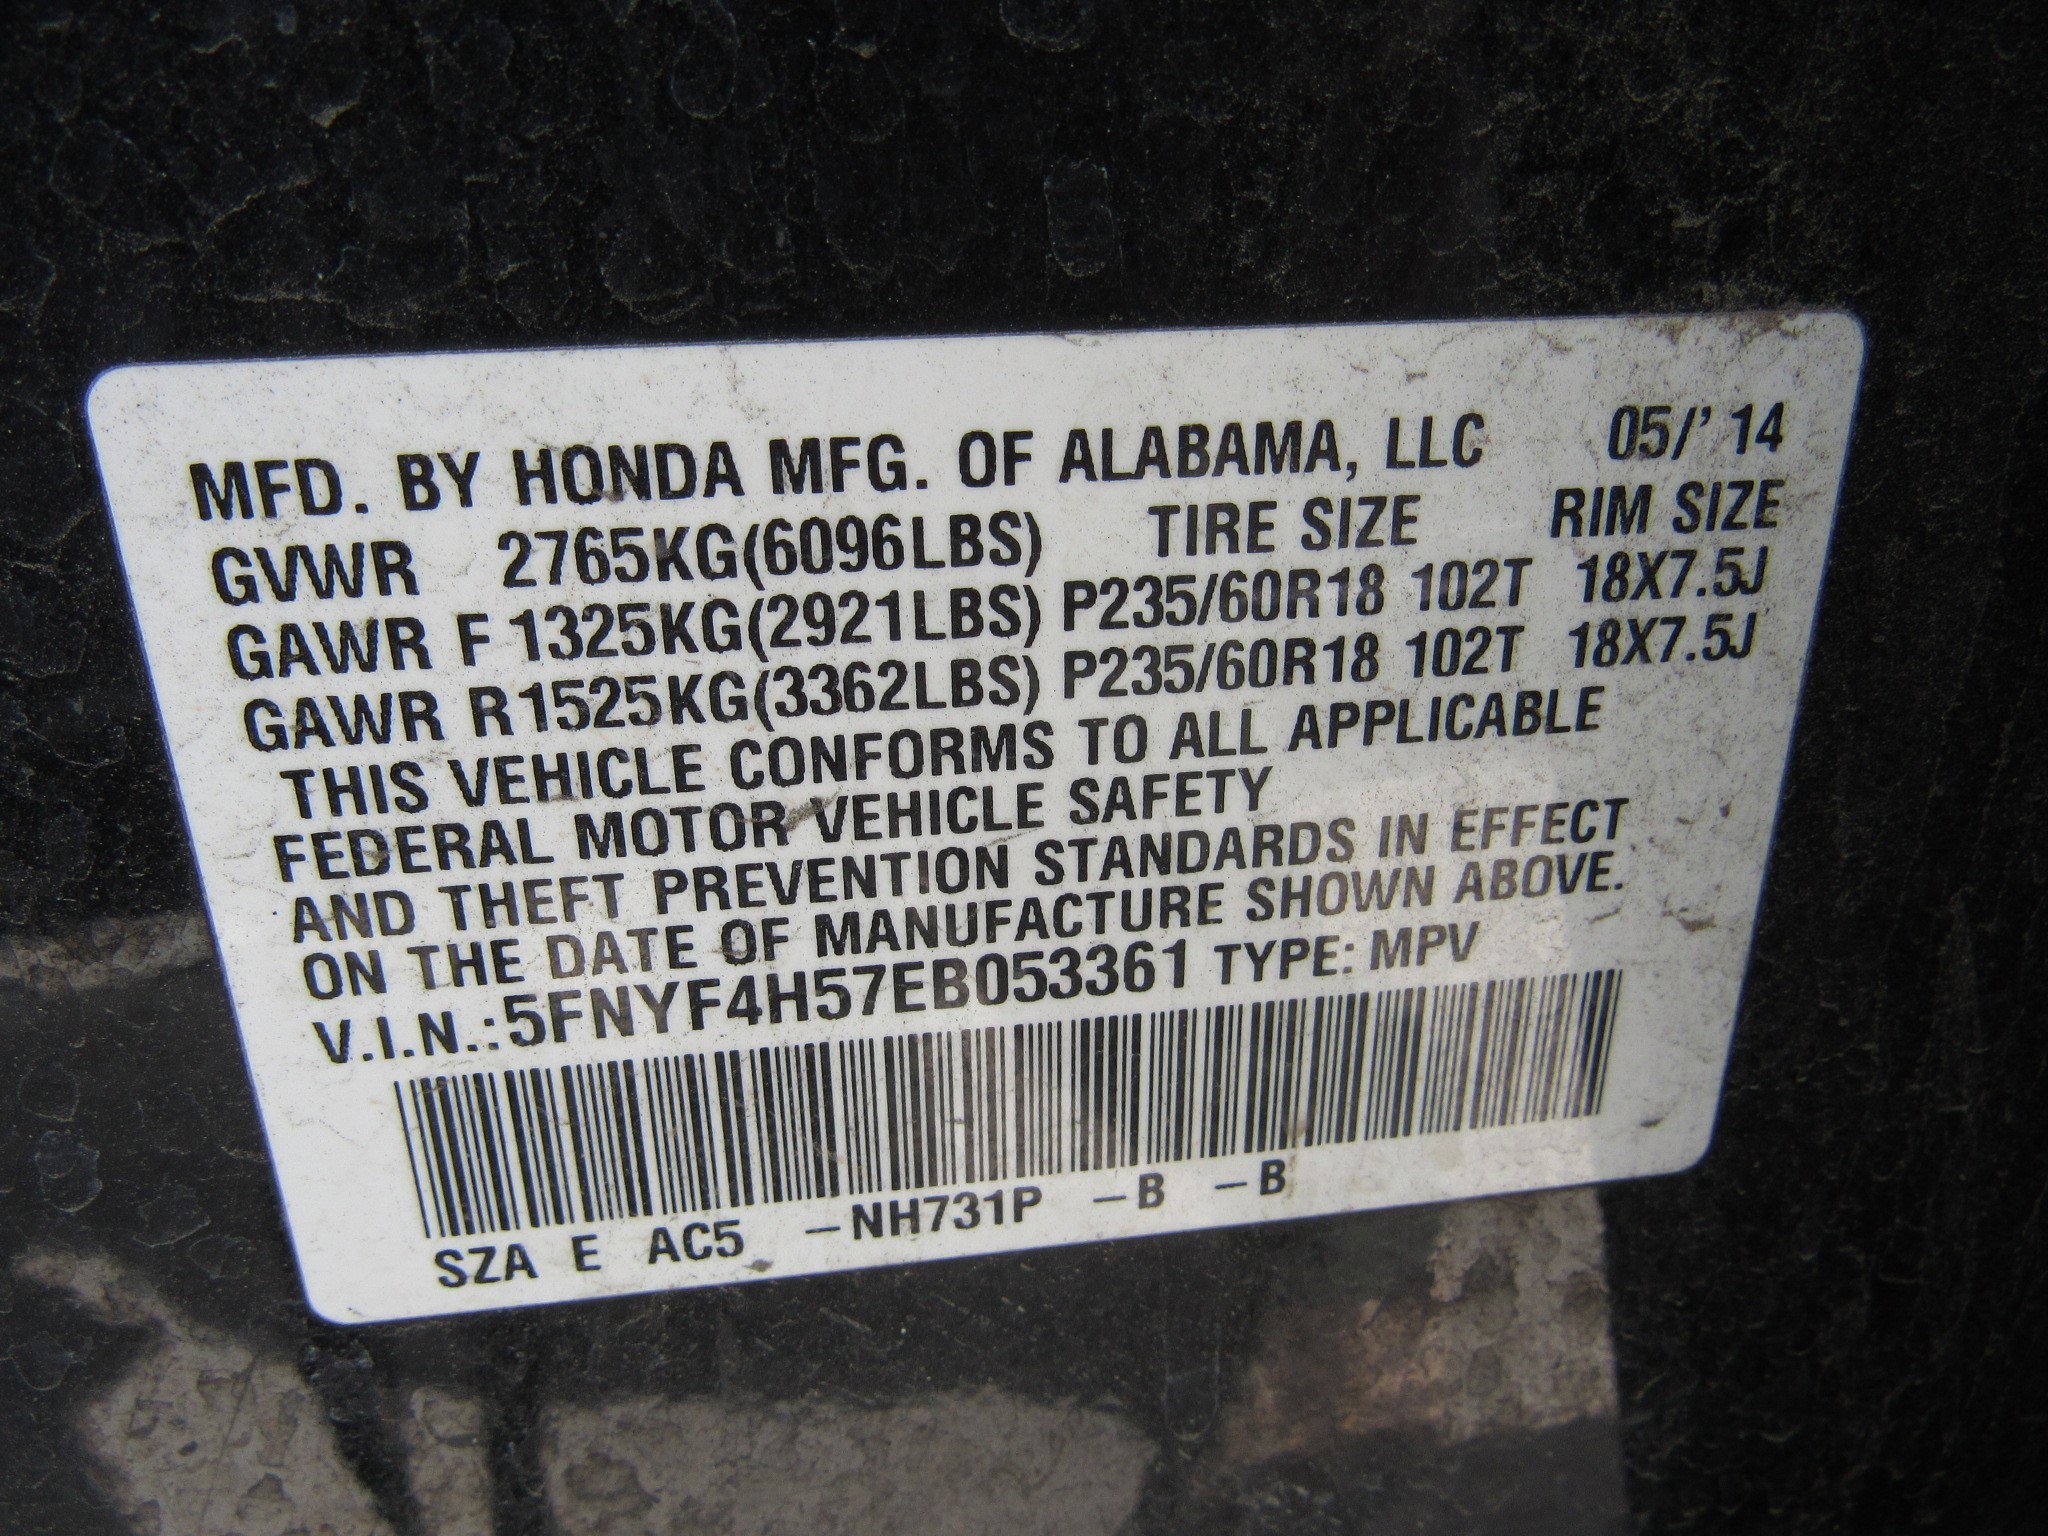 MFD. BY HONDA MFG. OF ALABAMA, LLC 05/'14
GVWR 2765KG(6096LBS) TIRE SIZE RIM SIZE
GAWR F 1325KG(2921LBS) P235/60R18 102T 18X7.5J
GAWR R 1525KG(3362LBS) P235/60R18 102T 18X7.5J
THIS VEHICLE CONFORMS TO ALL APPLICABLE
FEDERAL MOTOR VEHICLE SAFETY
AND THEFT PREVENTION STANDARDS IN EFFECT
ON THE DATE OF MANUFACTURE SHOWN ABOVE.
V.I.N.: 5FNYF4H57EB053361 TYPE: MPV
SZA E AC5 –NH731P –B –B